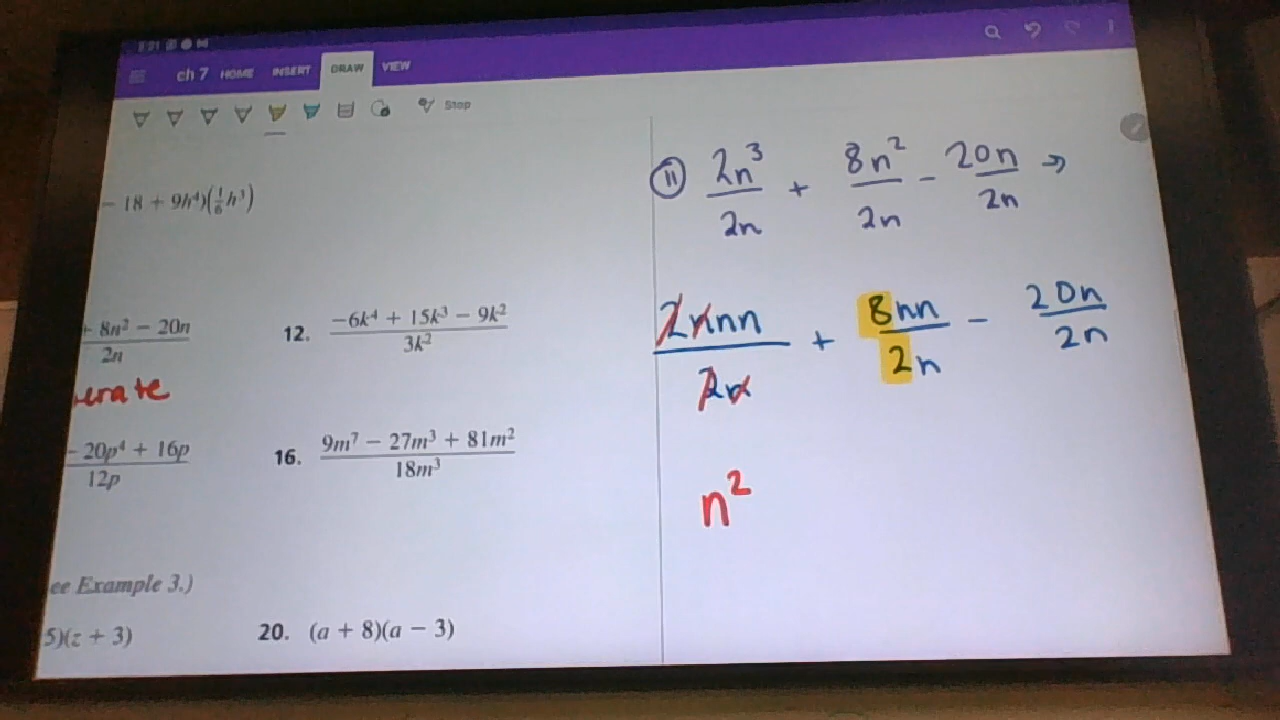 8:01
ch 7 HOME INSERT DRAW VIEW
Stop
- 18 + 9h⁴)(1/6 h³)
+ 8n² - 20n / 2n
12. -6k⁴ + 15k³ - 9k² / 3k²
erate
- 20p⁴ + 16p / 12p
16. 9m⁷ - 27m³ + 81m² / 18m³
ee Example 3.)
5)(z + 3)
20. (a + 8)(a - 3)
11 2n³/2n + 8n²/2n - 20n/2n →
2nnn/2n + 8nn/2n - 20n/2n
n²